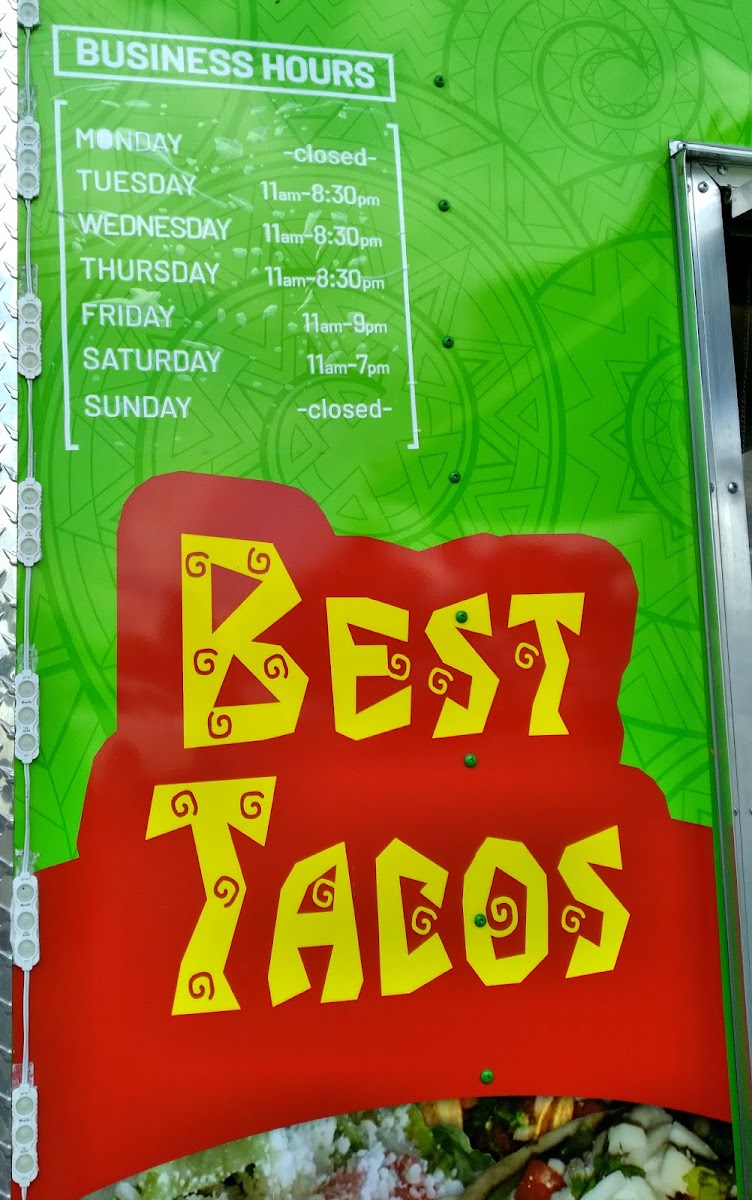 BUSINESS HOURS
MONDAY -closed-
TUESDAY 11am-8:30pm
WEDNESDAY 11am-8:30pm
THURSDAY 11am-8:30pm
FRIDAY 11am-9pm
SATURDAY 11am-7pm
SUNDAY -closed-
BEST
TACOS